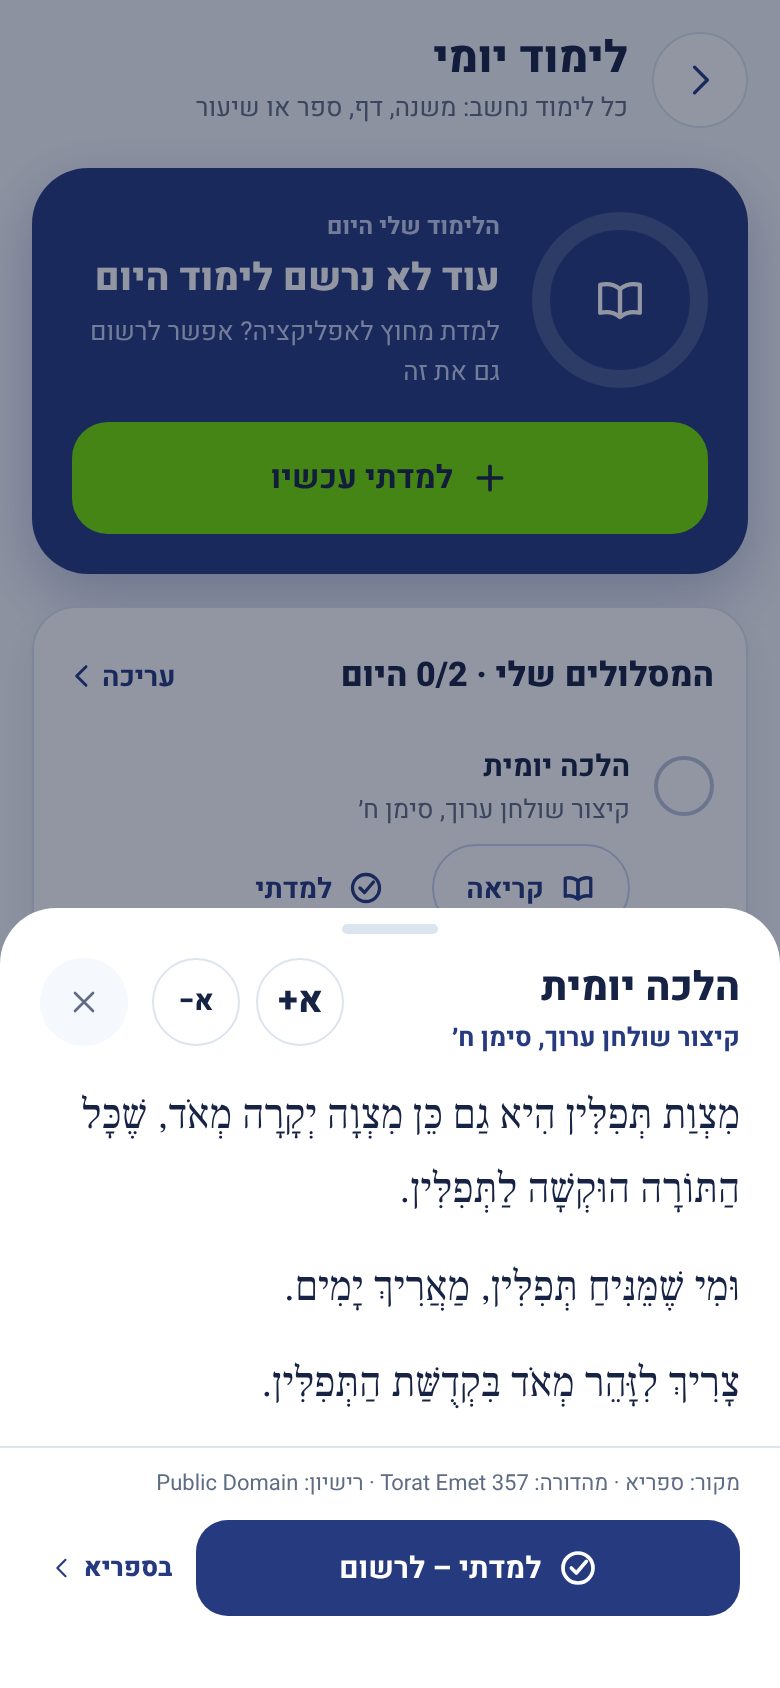 לימוד יומי
כל לימוד נחשב: משנה, דף, ספר או שיעור
הלימוד שלי היום
עוד לא נרשם לימוד היום
למדת מחוץ לאפליקציה? אפשר לרשום
גם את זה
למדתי עכשיו
המסלולים שלי · 0/2 היום
עריכה
הלכה יומית
קיצור שולחן ערוך, סימן ח׳
קריאה
למדתי
הלכה יומית
א+
א−
קיצור שולחן ערוך, סימן ח׳
מִצְוַת תְּפִלִּין הִיא גַם כֵּן מִצְוָה יְקָרָה מְאֹד, שֶׁכָּל
הַתּוֹרָה הוּקְשָׁה לַתְּפִלִּין.
וּמִי שֶׁמֵּנִּיחַ תְּפִלִּין, מַאֲרִיךְ יָמִים.
צָרִיךְ לִזָּהֵר מְאֹד בִּקְדֻשַּׁת הַתְּפִלִּין.
מקור: ספריא · מהדורה: Torat Emet 357 · רישיון: Public Domain
למדתי – לרשום
בספריא